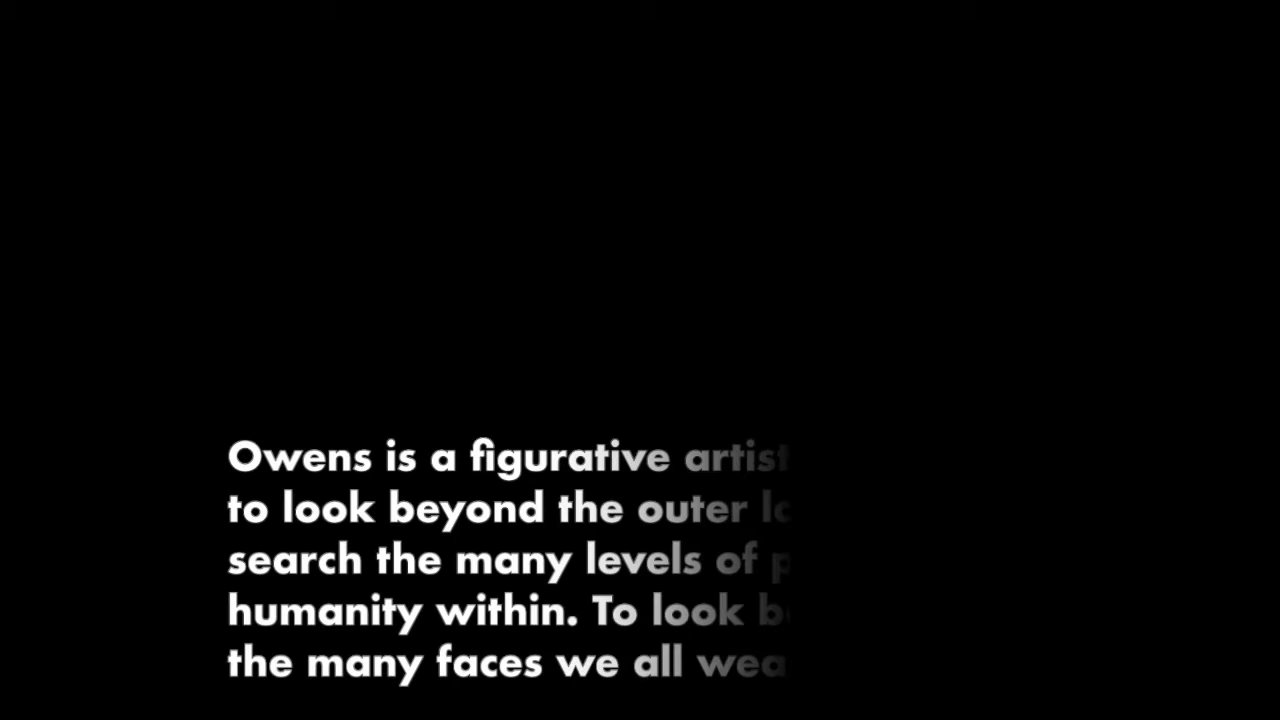 Owens is a figurative artist
to look beyond the outer
search the many levels of
humanity within. To look
the many faces we all